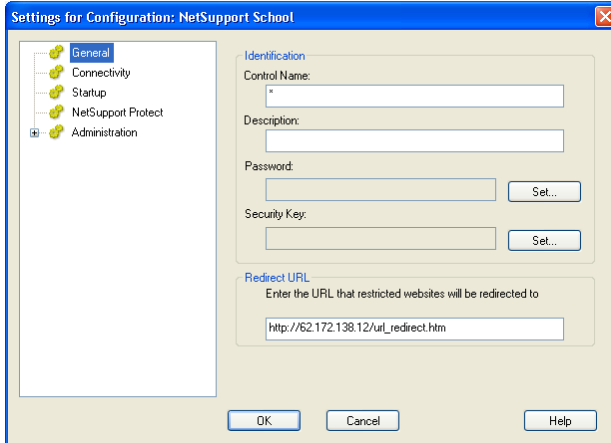 Settings for Configuration: NetSupport School
General
Connectivity
Startup
NetSupport Protect
Administration
Identification
Control Name:
*
Description:
Password:
Set...
Security Key:
Set...
Redirect URL
Enter the URL that restricted websites will be redirected to
http://62.172.138.12/url_redirect.htm
OK
Cancel
Help